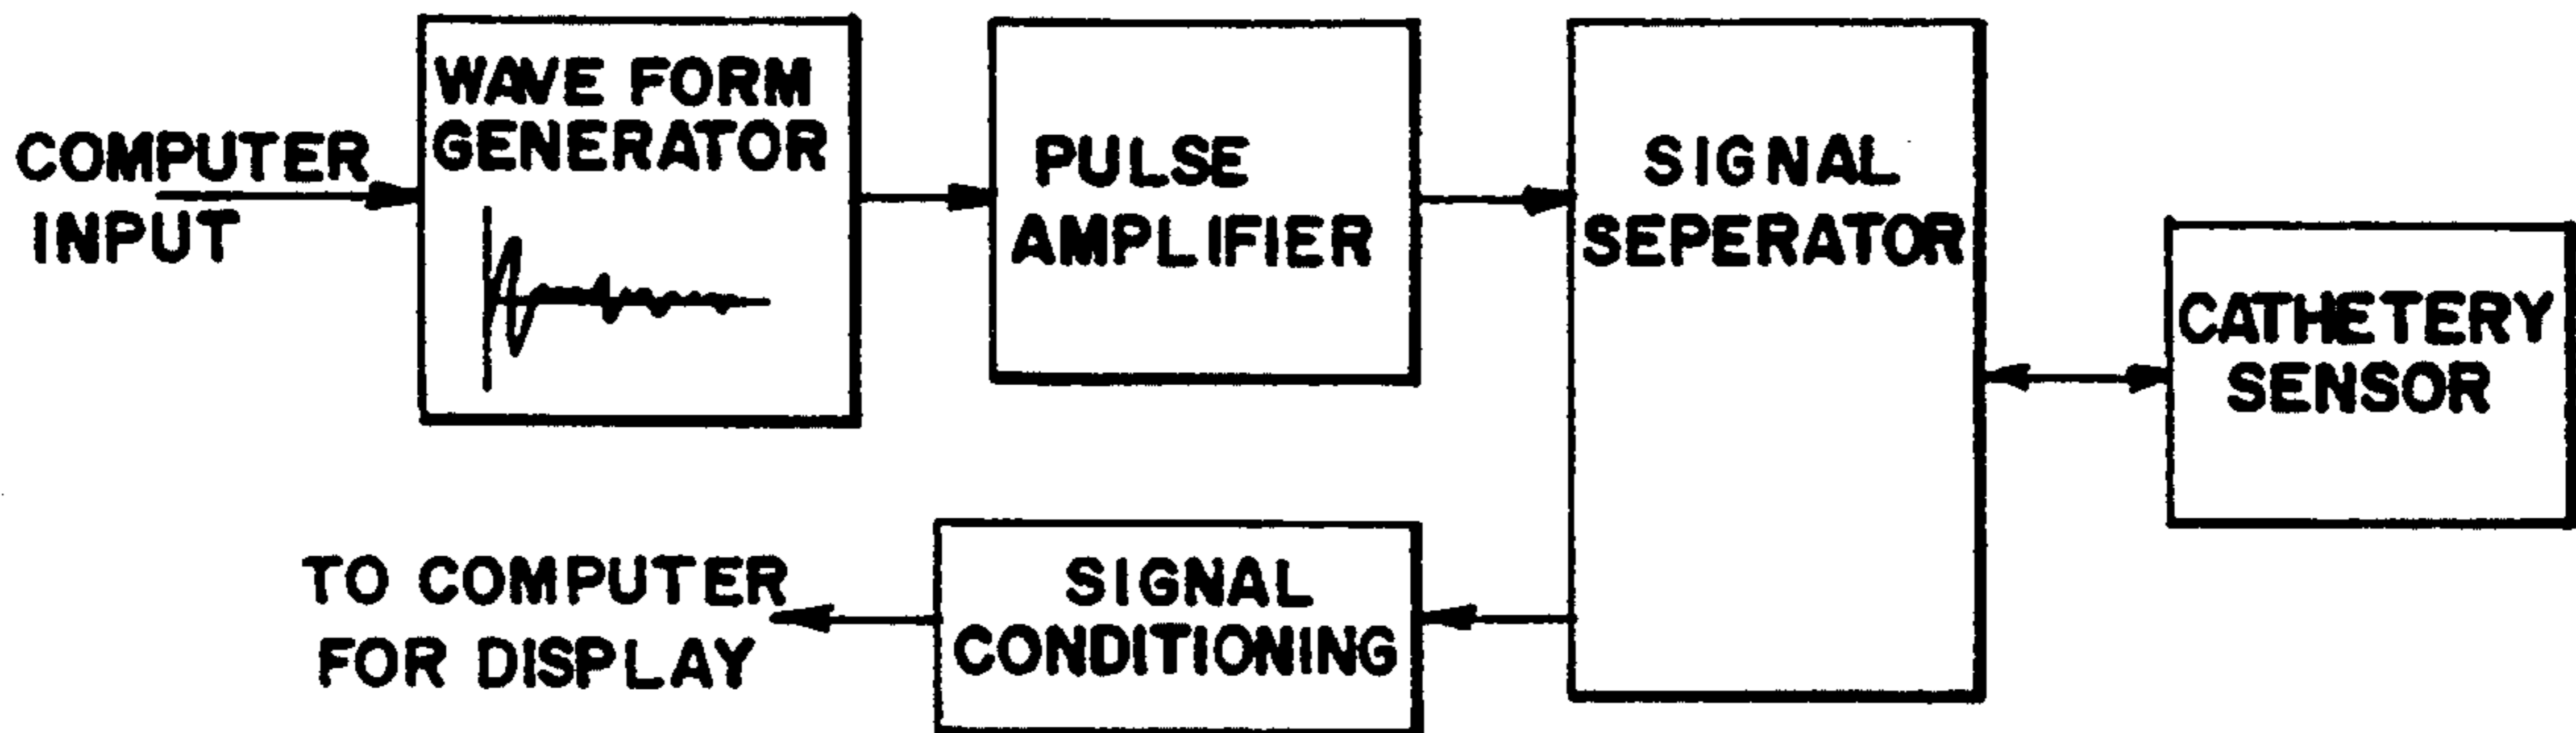 COMPUTER
INPUT
WAVE FORM
GENERATOR
PULSE
AMPLIFIER
SIGNAL
SEPERATOR
CATHETERY
SENSOR
SIGNAL
CONDITIONING
TO COMPUTER
FOR DISPLAY